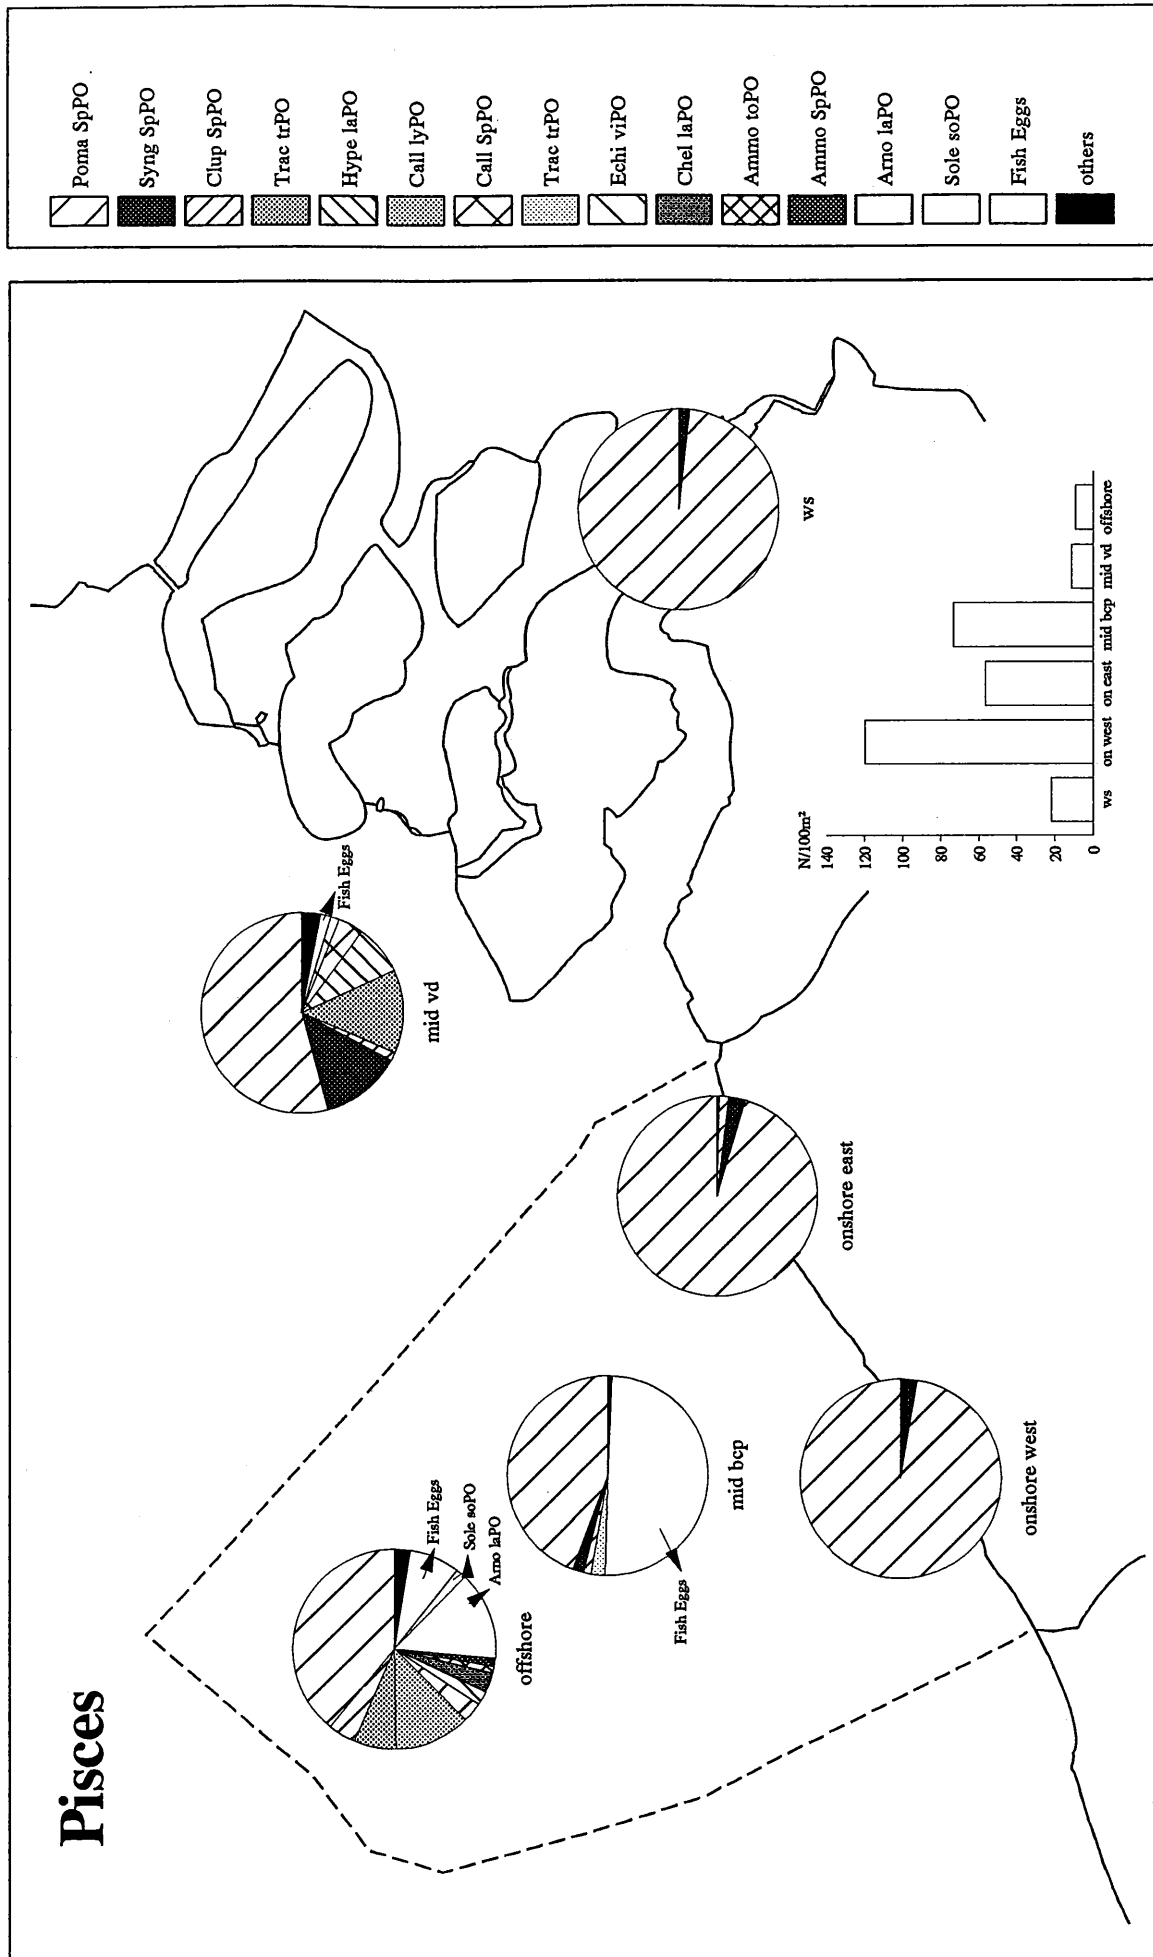 Pisces
Poma SpPO
Syng SpPO
Clup SpPO
Trac trPO
Hype laPO
Call lyPO
Call SpPO
Trac trPO
Echi viPO
Chel laPO
Ammo toPO
Ammo SpPO
Arno laPO
Sole soPO
Fish Eggs
others
Fish Eggs
mid vd
Fish Eggs
Sole soPO
Arno laPO
offshore
Fish Eggs
mid bcp
onshore east
onshore west
ws
N/100m²
140
120
100
80
60
40
20
0
ws
on west
on east
mid bcp
mid vd
offshore